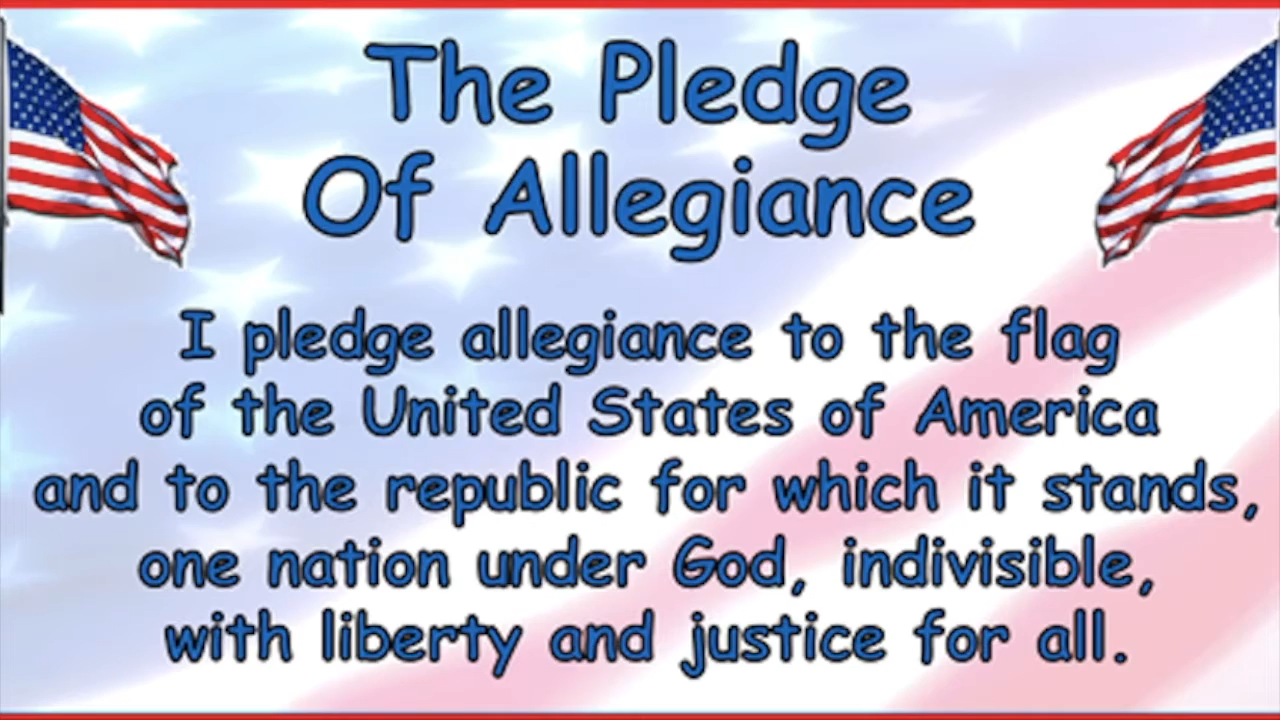 The Pledge
Of Allegiance
I pledge allegiance to the flag
of the United States of America
and to the republic for which it stands,
one nation under God, indivisible,
with liberty and justice for all.